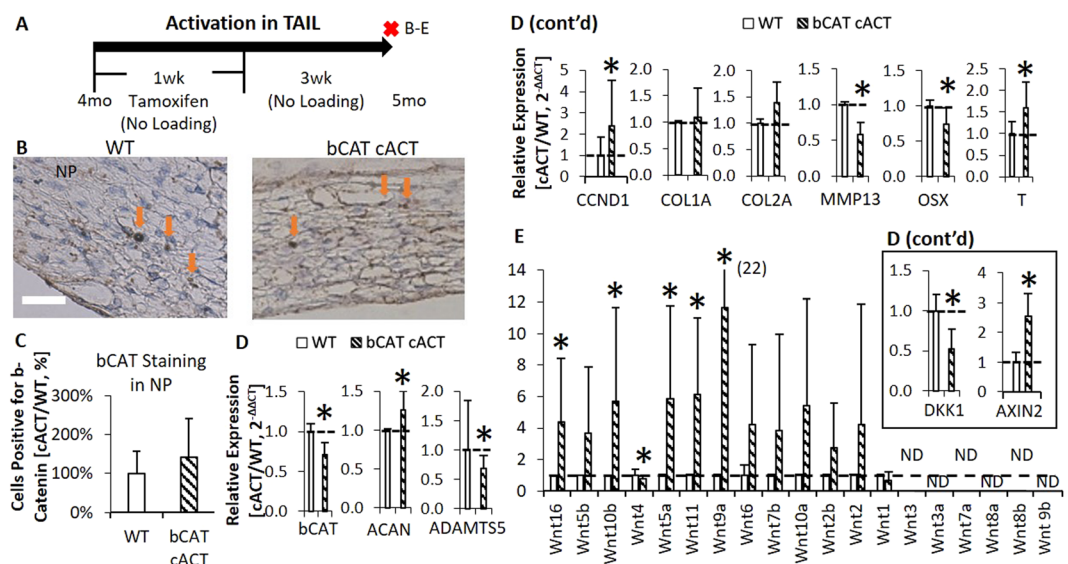 A
Activation in TAIL
B-E
1wk
3wk
4mo
Tamoxifen
(No Loading)
5mo
(No Loading)
B
WT
bCAT cACT
NP
C
bCAT Staining
in NP
Cells Positive for b-
Catenin [cACT/WT, %]
300%
200%
100%
0%
WT
bCAT
cACT
D
WT
bCAT cACT
Relative Expression
[cACT/WT, 2^-ΔΔCT]
1.5
1.0
0.5
0.0
*
bCAT
1.5
1.0
0.5
0.0
*
ACAN
2.0
1.5
1.0
0.5
0.0
*
ADAMTS5
D (cont'd)
WT
bCAT cACT
Relative Expression
[cACT/WT, 2^-ΔΔCT]
5
4
3
2
1
0
*
CCND1
2.0
1.5
1.0
0.5
0.0
COL1A
2.0
1.5
1.0
0.5
0.0
COL2A
1.5
1.0
0.5
0.0
*
MMP13
1.5
1.0
0.5
0.0
*
OSX
2.5
2.0
1.5
1.0
0.5
0.0
*
T
E
14
12
10
8
6
4
2
0
* * * * * * (22)
ND ND ND
ND ND ND
Wnt16 Wnt5b Wnt10b Wnt4 Wnt5a Wnt11 Wnt9a Wnt6 Wnt7b Wnt10a Wnt2b Wnt2 Wnt1 Wnt3 Wnt3a Wnt7a Wnt8a Wnt8b Wnt 9b
D (cont'd)
1.5
1.0
0.5
0.0
*
DKK1
4
3
2
1
0
*
AXIN2